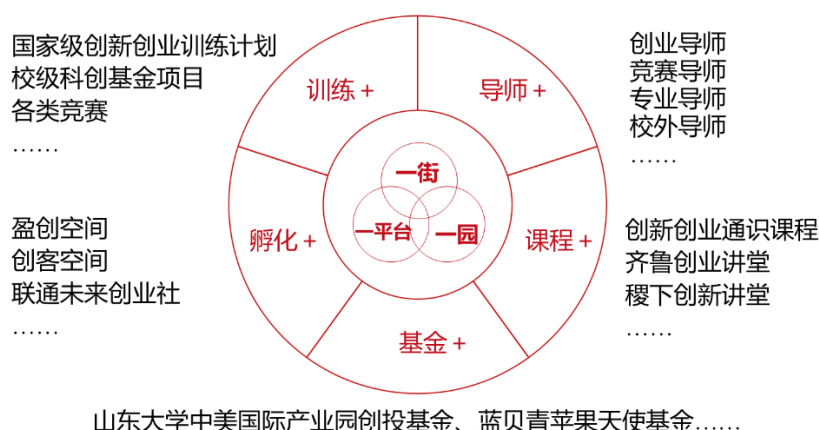 国家级创新创业训练计划
校级科创基金项目
各类竞赛
……
训练+
导师+
创业导师
竞赛导师
专业导师
校外导师
……
一街
一平台
一园
盈创空间
创客空间
联通未来创业社
……
孵化+
课程+
创新创业通识课程
齐鲁创业讲堂
稷下创新讲堂
……
基金+
山东大学中美国际产业园创投基金、蓝贝青苹果天使基金……